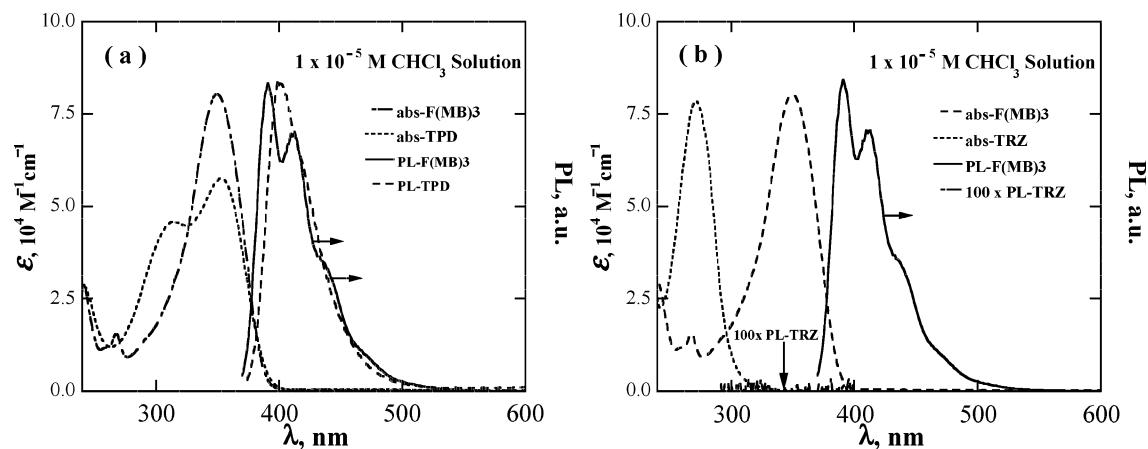 ( a )
1 x 10⁻⁵ M CHCl₃ Solution
abs-F(MB)3
abs-TPD
PL-F(MB)3
PL-TPD
10.0
7.5
5.0
2.5
0.0
ε, 10⁴ M⁻¹cm⁻¹
PL, a.u.
300
400
500
600
λ, nm
( b )
1 x 10⁻⁵ M CHCl₃ Solution
abs-F(MB)3
abs-TRZ
PL-F(MB)3
100 x PL-TRZ
100x PL-TRZ
10.0
7.5
5.0
2.5
0.0
ε, 10⁴ M⁻¹cm⁻¹
PL, a.u.
300
400
500
600
λ, nm